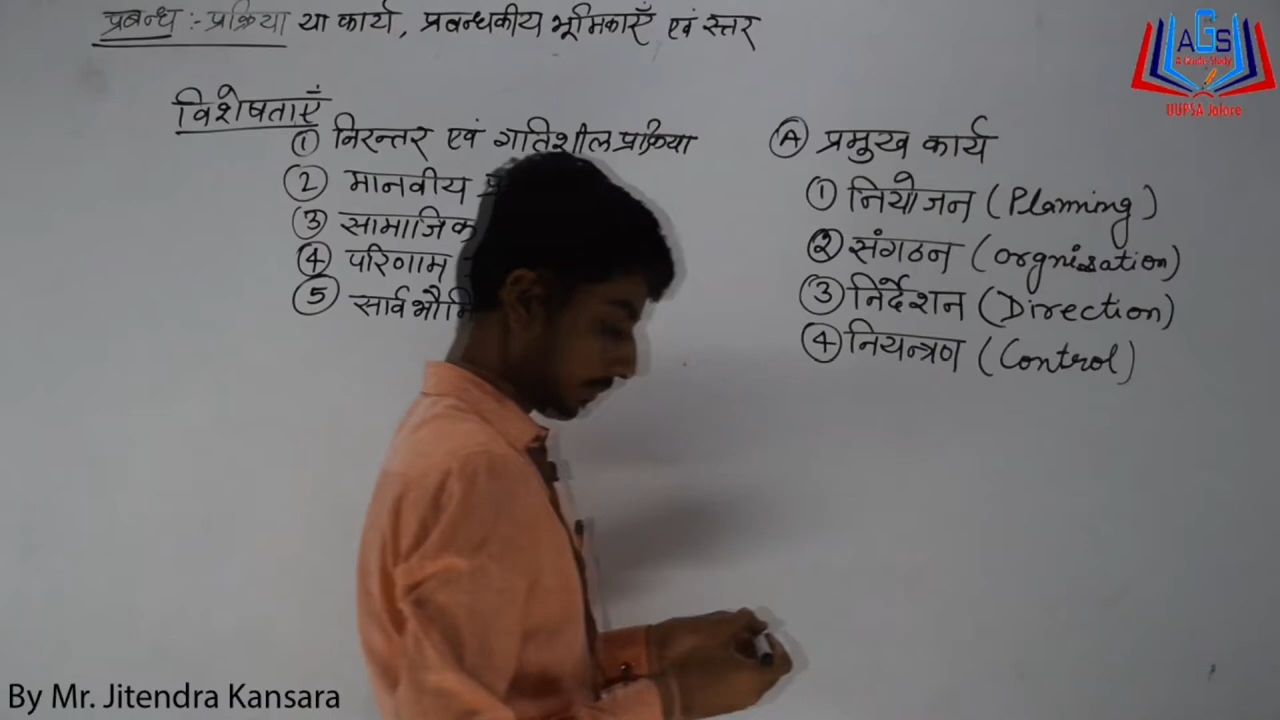 प्रबन्ध :- प्रक्रिया या कार्य, प्रबन्धकीय भूमिकाएँ एवं स्तर
विशेषताएँ
① निरन्तर एवं गतिशील प्रक्रिया
② मानवीय
③ सामाजिक
④ परिणाम
⑤
Ⓐ प्रमुख कार्य
① नियोजन (Planning)
② संगठन (orgnisation)
③ निर्देशन (Direction)
④ नियन्त्रण (Control)
AGS
A Grade Study
UUPSA Jalore
By Mr. Jitendra Kansara